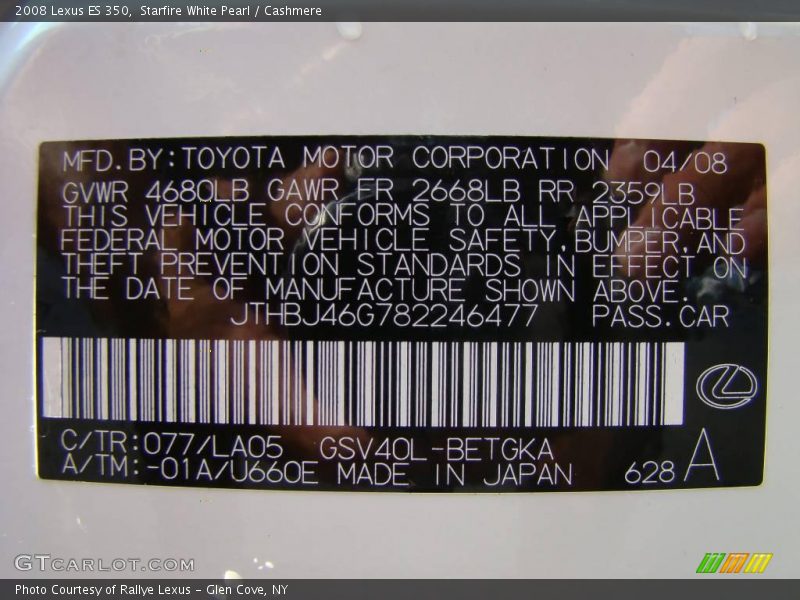 2008 Lexus ES 350, Starfire White Pearl / Cashmere
MFD.BY:TOYOTA MOTOR CORPORATION 04/08
GVWR 4680LB GAWR FR 2668LB RR 2359LB
THIS VEHICLE CONFORMS TO ALL APPLICABLE
FEDERAL MOTOR VEHICLE SAFETY,BUMPER,AND
THEFT PREVENTION STANDARDS IN EFFECT ON
THE DATE OF MANUFACTURE SHOWN ABOVE.
JTHBJ46G782246477 PASS.CAR
C/TR:077/LA05 GSV40L-BETGKA
A/TM:-01A/U660E MADE IN JAPAN 628 A
GTCARLOT.COM
Photo Courtesy of Rallye Lexus - Glen Cove, NY